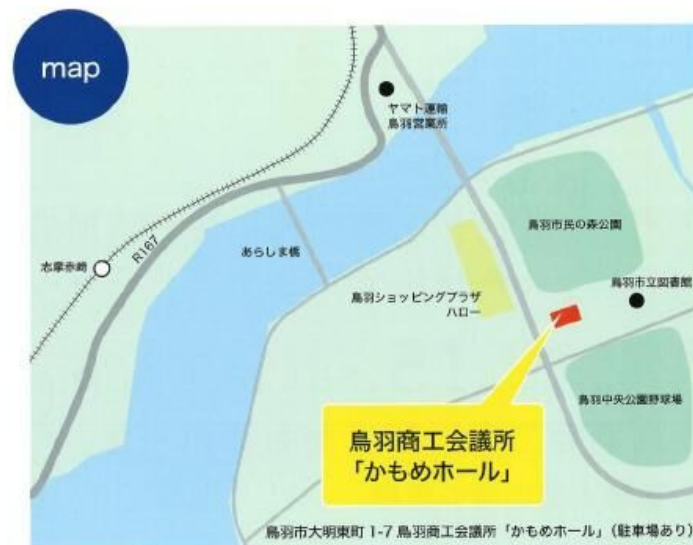 map
ヤマト運輸
鳥羽営業所
鳥羽市民の森公園
R167
あらしま橋
志摩赤崎
鳥羽市立図書館
鳥羽ショッピングプラザ
ハロー
鳥羽中央公園野球場
鳥羽商工会議所
「かもめホール」
鳥羽市大明東町 1-7 鳥羽商工会議所「かもめホール」（駐車場あり）